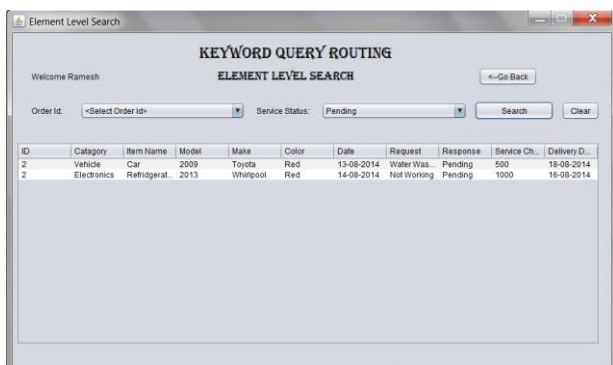 Element Level Search
KEYWORD QUERY ROUTING
Welcome Ramesh ELEMENT LEVEL SEARCH <--Go Back
Order Id: <Select Order Id> Service Status: Pending Search Clear
ID Catagory Item Name Model Make Color Date Request Response Service Ch... Delivery D...
2 Vehicle Car 2009 Toyota Red 13-08-2014 Water Was... Pending 500 18-08-2014
2 Electronics Refridgerat... 2013 Whirlpool Red 14-08-2014 Not Working Pending 1000 16-08-2014